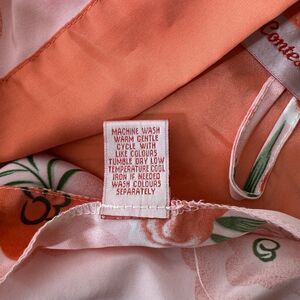 MACHINE WASH
WARM GENTLE
CYCLE WITH
LIKE COLOURS
TUMBLE DRY LOW
TEMPERATURE COOL
IRON IF NEEDED
WASH COLOURS
SEPARATELY